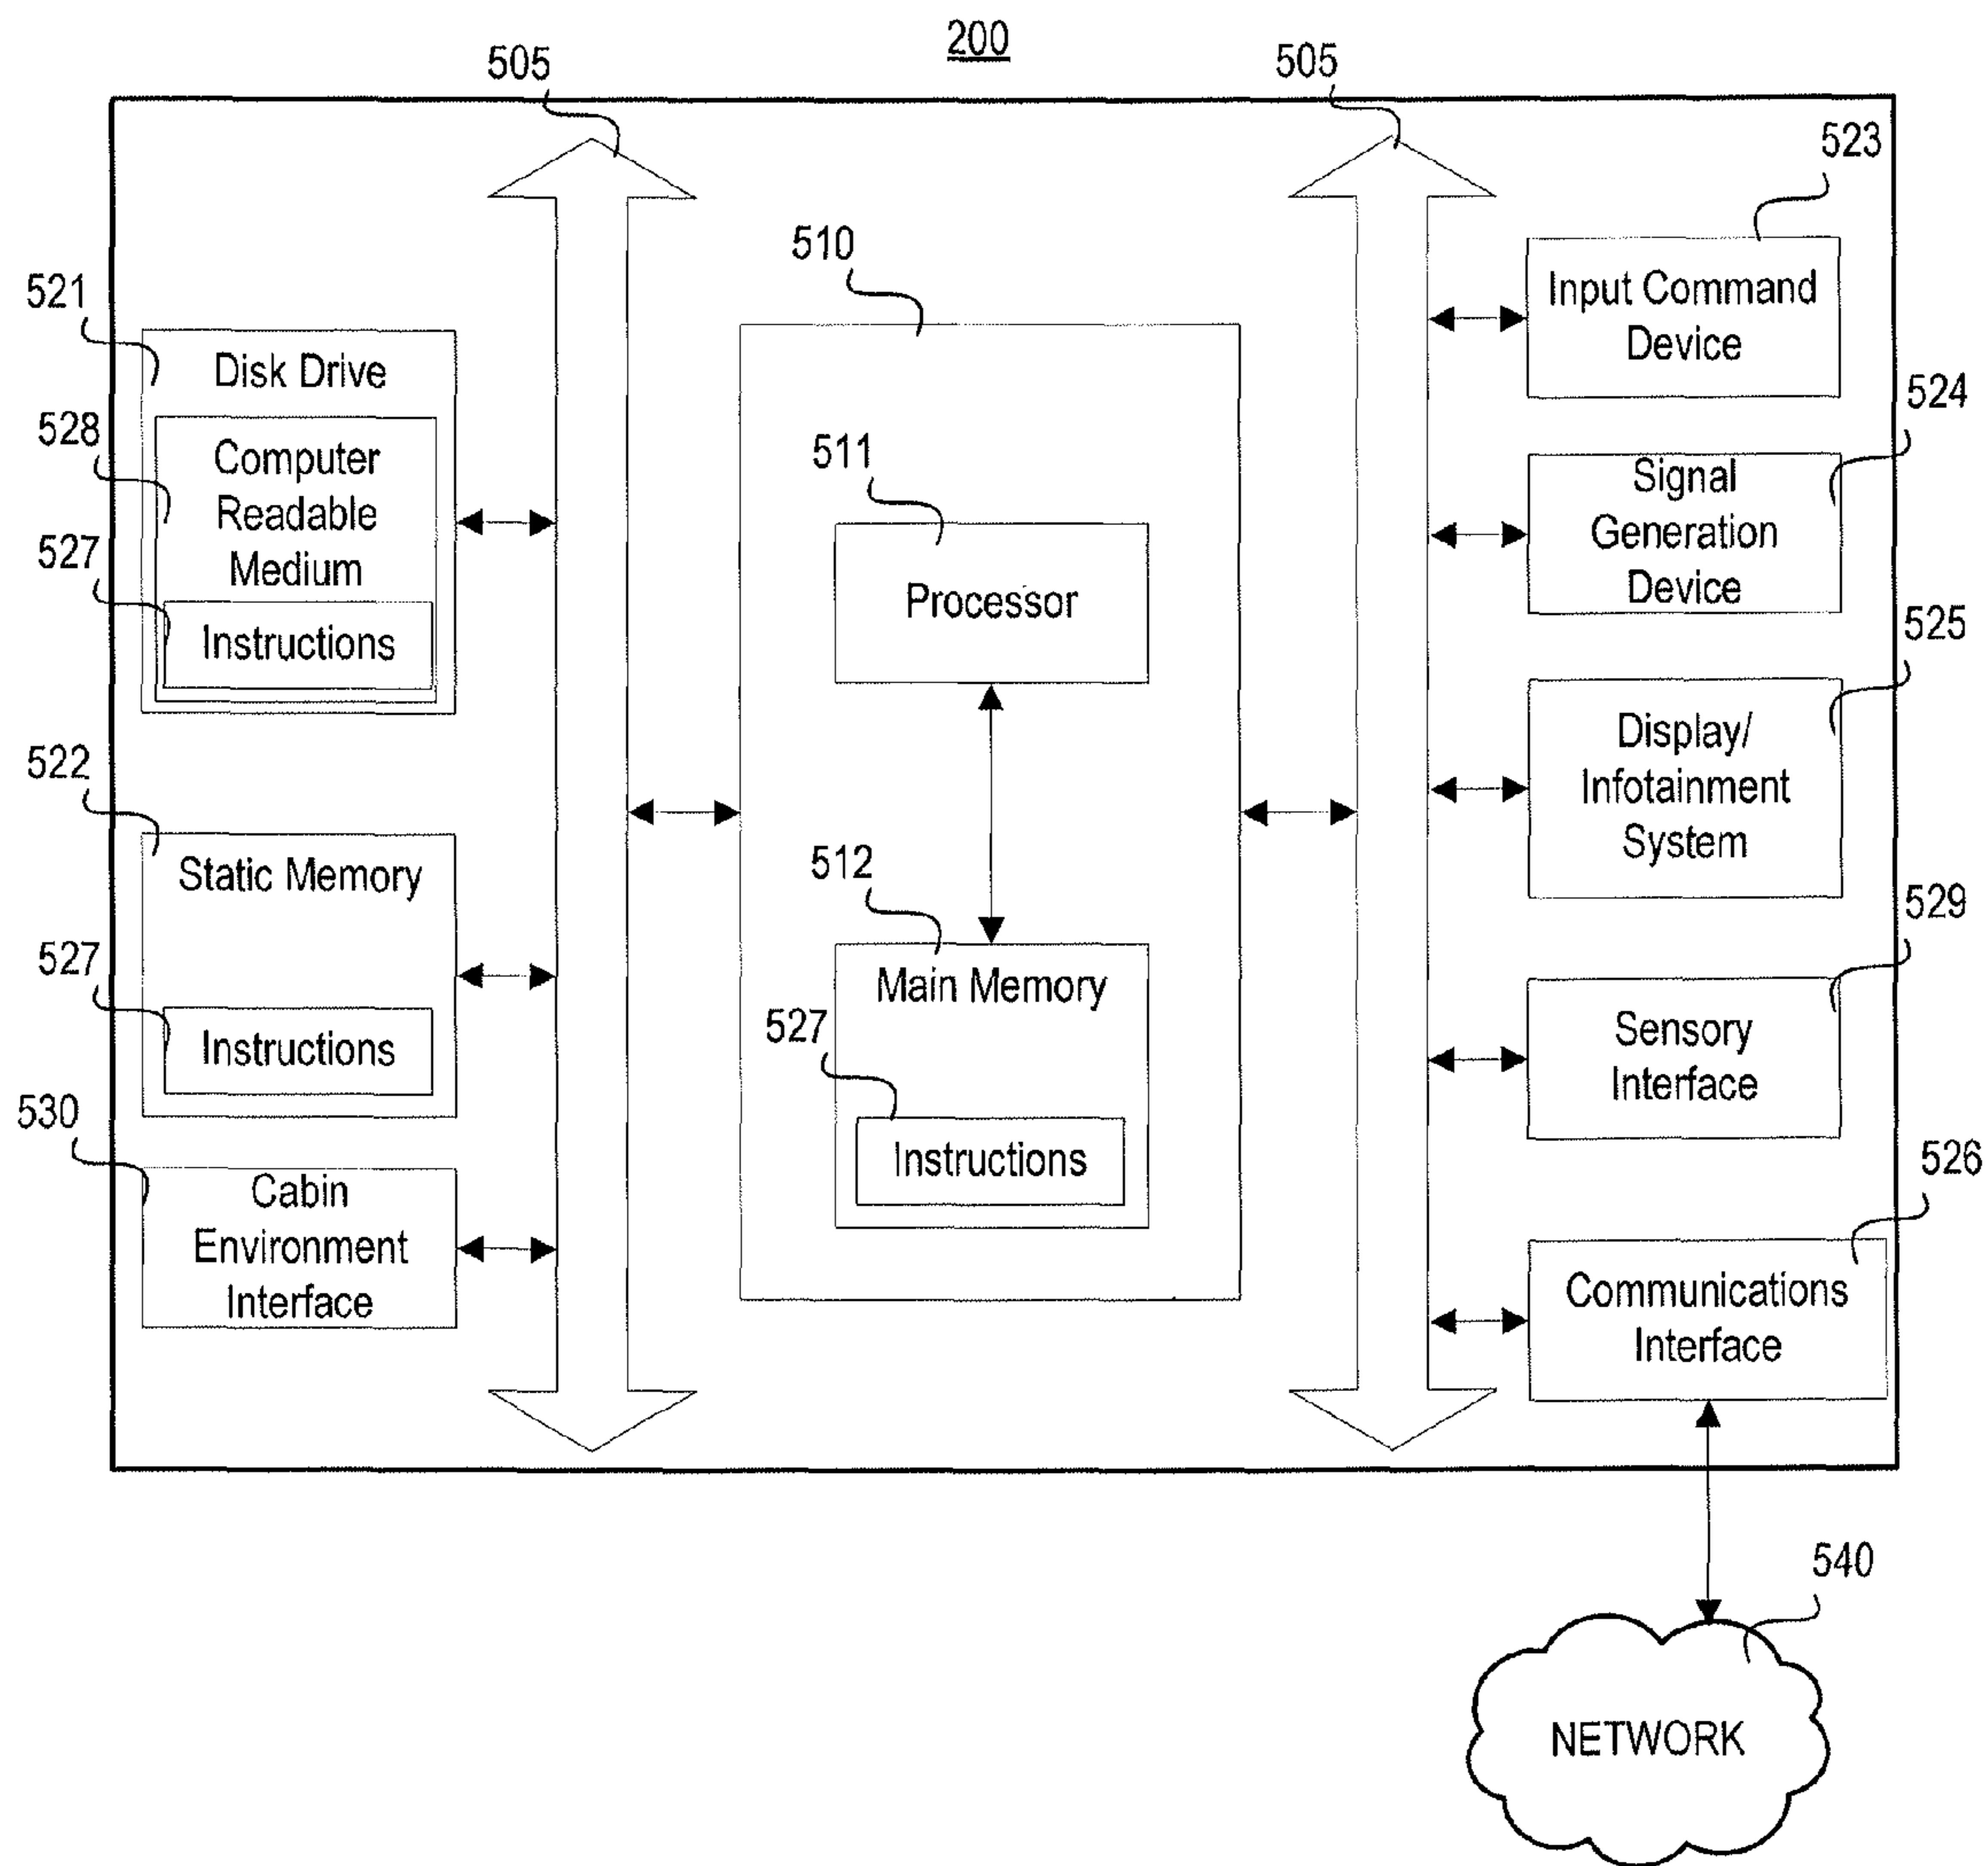 200
505
505
523
510
Input Command
Device
521
Disk Drive
524
528
Computer
Readable
Medium
511
Signal
Generation
Device
527
Instructions
Processor
525
Display/
Infotainment
System
522
Static Memory
512
529
527
Instructions
Main Memory
527
Instructions
Sensory
Interface
530
Cabin
Environment
Interface
526
Communications
Interface
540
NETWORK